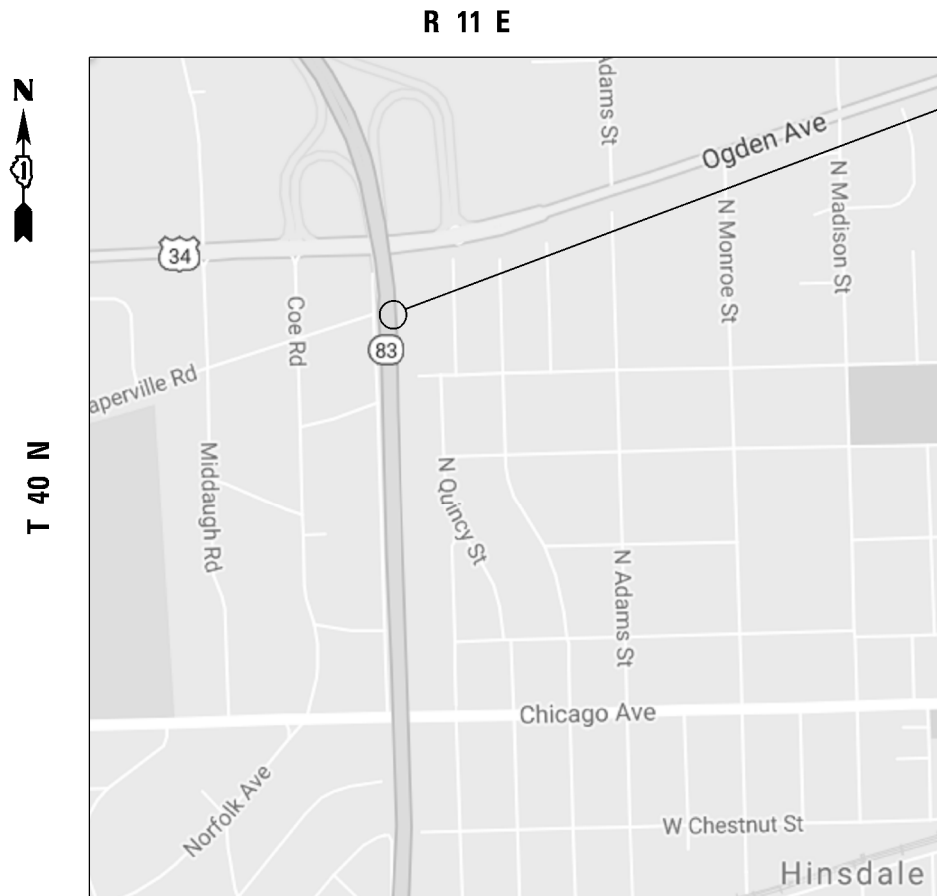 R 11 E
N
1
T 40 N
Adams St
Ogden Ave
N Madison St
N Monroe St
34
Coe Rd
83
aperville Rd
Middaugh Rd
N Quincy St
N Adams St
Chicago Ave
Norfolk Ave
W Chestnut St
Hinsdale